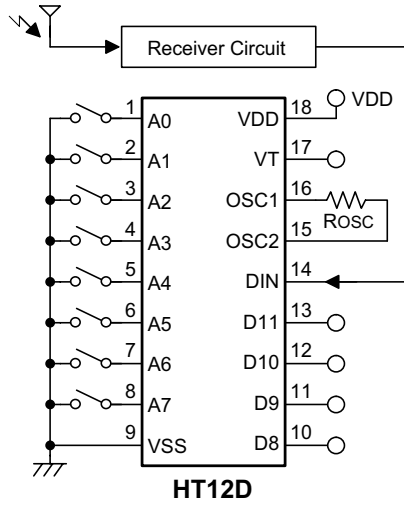 Receiver Circuit
VDD
1 A0 VDD 18
2 A1 VT 17
3 A2 OSC1 16
ROSC
4 A3 OSC2 15
5 A4 DIN 14
6 A5 D11 13
7 A6 D10 12
8 A7 D9 11
9 VSS D8 10
HT12D